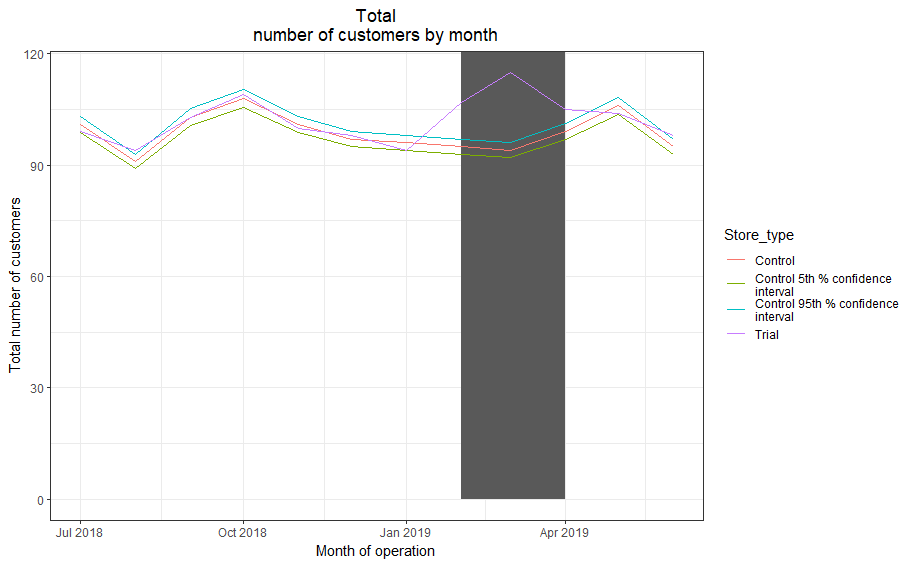 Total
number of customers by month
120
90
60
30
0
Total number of customers
Jul 2018
Oct 2018
Jan 2019
Apr 2019
Month of operation
Store_type
Control
Control 5th % confidence
interval
Control 95th % confidence
interval
Trial